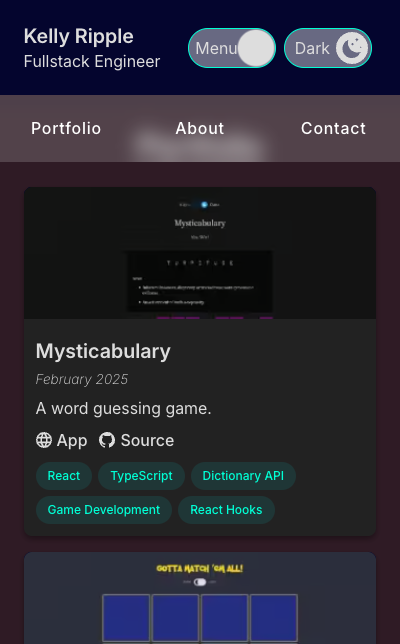 Kelly Ripple
Fullstack Engineer
Menu
Dark
Portfolio About Contact
Mysticabulary
TURPITUDE
Mysticabulary
February 2025
A word guessing game.
App Source
React TypeScript Dictionary API
Game Development React Hooks
GOTTA MATCH 'EM ALL!